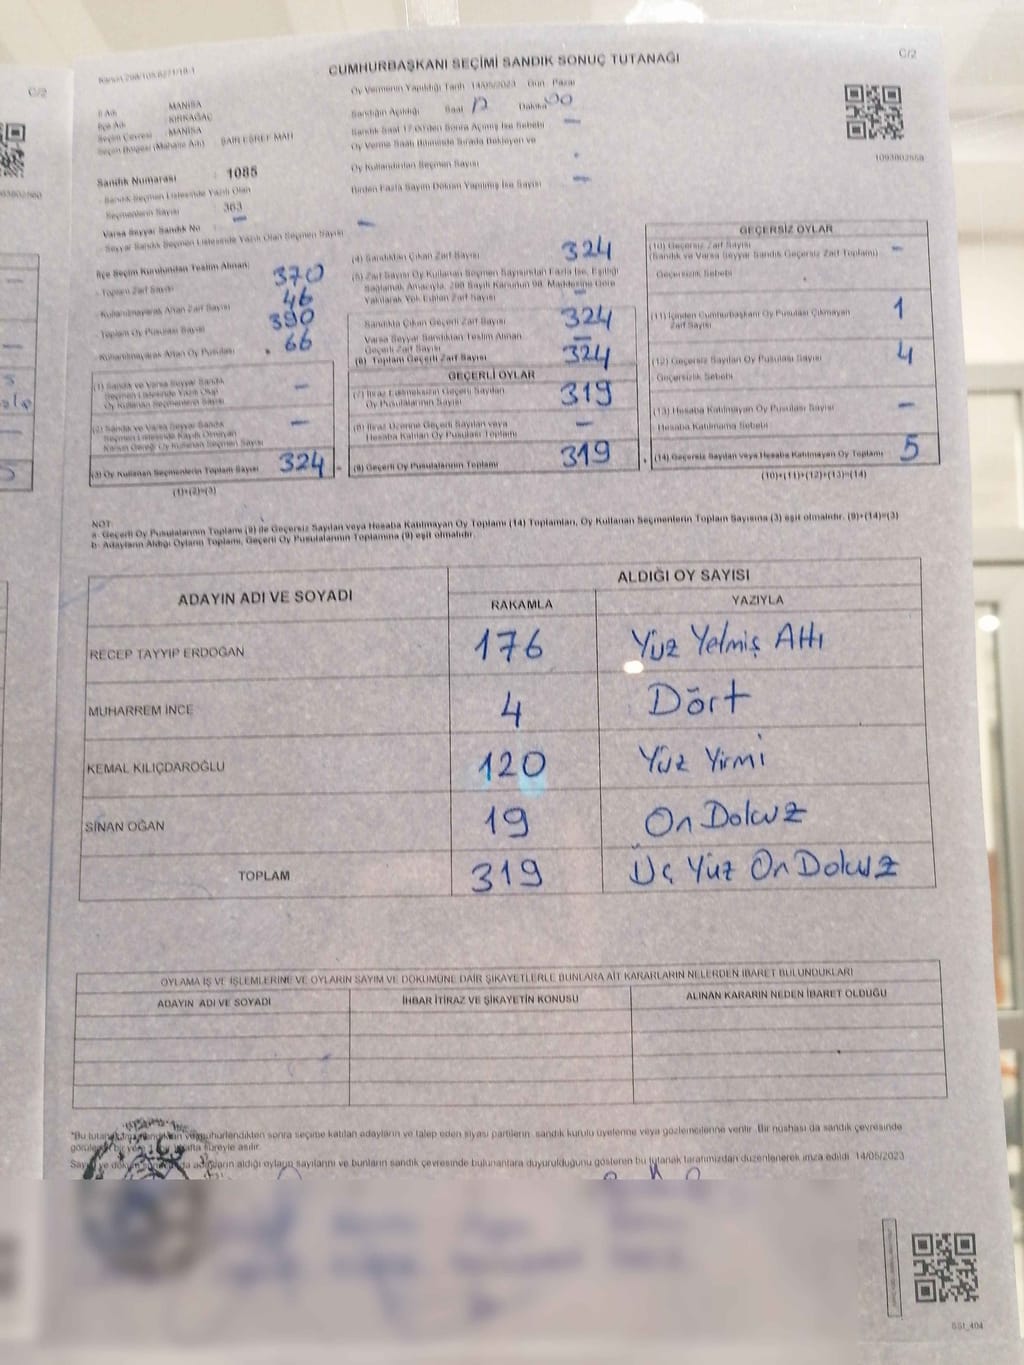 C/2
CUMHURBAŞKANI SEÇİMİ SANDIK SONUÇ TUTANAĞI
C/2
Oy Vermenin Yapıldığı Tarih 14/05/2023 Gün Pazar
İl Adı MANİSA
İlçe Adı KIRKAĞAÇ
Seçim Çevresi MANİSA
Seçim Bölgesi (Mahalle Adı) ŞAİR EŞREF MAH
Sandık Numarası 1085
Sandık Seçmen Listesinde Yazılı Olan
Seçmenlerin Sayısı 363
Varsa Seyyar Sandık No
Seyyar Sandık Seçmen Listesinde Yazılı Olan Seçmen Sayısı
Sandığın Açıldığı Saat Dakika
Sandık Saat 17:00'den Sonra Açılmış İse Sebebi —
Oy Verme Saati Bitiminde Sırada Bekleyen ve
Oy Kullandırılan Seçmen Sayısı
Birden Fazla Sayım Döküm Yapılmış İse Sayısı —
1093802558
İlçe Seçim Kurulundan Teslim Alınan;
Toplam Zarf Sayısı 370
Kullanılmayarak Artan Zarf Sayısı 46
Toplam Oy Pusulası Sayısı 390
Kullanılmayarak Artan Oy Pusulası 66
(1) Sandık ve Varsa Seyyar Sandık
Seçmen Listesinde Yazılı Olup
Oy Kullanan Seçmenlerin Sayısı —
(2) Sandık ve Varsa Seyyar Sandık
Seçmen Listesinde Kayıtlı Olmayan
Kanun Gereği Oy Kullanan Seçmen Sayısı —
(3) Oy Kullanan Seçmenlerin Toplam Sayısı 324
(1)+(2)=(3)
(4) Sandıktan Çıkan Zarf Sayısı 324
(5) Zarf Sayısı Oy Kullanan Seçmen Sayısından Fazla İse, Eşitliği
Sağlamak Amacıyla, 298 Sayılı Kanunun 98. Maddesine Göre
Yakılarak Yok Edilen Zarf Sayısı —
Sandıkta Çıkan Geçerli Zarf Sayısı 324
Varsa Seyyar Sandıktan Teslim Alınan
Geçerli Zarf Sayısı —
(6) Toplam Geçerli Zarf Sayısı 324
GEÇERLİ OYLAR
(7) İtiraz Edilmeksizin Geçerli Sayılan
Oy Pusulalarının Sayısı 319
(8) İtiraz Üzerine Geçerli Sayılan veya
Hesaba Katılan Oy Pusulası Toplamı —
(9) Geçerli Oy Pusulalarının Toplamı 319
GEÇERSİZ OYLAR
(10) Geçersiz Zarf Sayısı
(Sandık ve Varsa Seyyar Sandık Geçersiz Zarf Toplamı) —
Geçersizlik Sebebi
(11) İçinden Cumhurbaşkanı Oy Pusulası Çıkmayan
Zarf Sayısı 1
(12) Geçersiz Sayılan Oy Pusulası Sayısı 4
Geçersizlik Sebebi
(13) Hesaba Katılmayan Oy Pusulası Sayısı —
Hesaba Katılmama Sebebi
(14) Geçersiz Sayılan veya Hesaba Katılmayan Oy Toplamı 5
(10)+(11)+(12)+(13)=(14)
NOT:
a- Geçerli Oy Pusulalarının Toplamı (9) ile Geçersiz Sayılan veya Hesaba Katılmayan Oy Toplamı (14) Toplamları, Oy Kullanan Seçmenlerin Toplam Sayısına (3) eşit olmalıdır. (9)+(14)=(3)
b- Adayların Aldığı Oyların Toplamı, Geçerli Oy Pusulalarının Toplamına (9) eşit olmalıdır.
ADAYIN ADI VE SOYADI ALDIĞI OY SAYISI
RAKAMLA YAZIYLA
RECEP TAYYİP ERDOĞAN 176 Yüz Yetmiş Altı
MUHARREM İNCE 4 Dört
KEMAL KILIÇDAROĞLU 120 Yüz Yirmi
SİNAN OĞAN 19 On Dokuz
TOPLAM 319 Üç Yüz On Dokuz
OYLAMA İŞ VE İŞLEMLERİNE VE OYLARIN SAYIM VE DÖKÜMÜNE DAİR ŞİKAYETLERLE BUNLARA AİT KARARLARIN NELERDEN İBARET BULUNDUKLARI
ADAYIN ADI VE SOYADI İHBAR İTİRAZ VE ŞİKAYETİN KONUSU ALINAN KARARIN NEDEN İBARET OLDUĞU
sonra seçime katılan adayların ve talep eden siyasi partilerin sandık kurulu üyelerine veya gözlemcilerine verilir. Bir nüshası da sandık çevresinde
süreyle asılır.
adayların aldığı oyların sayılarını ve bunların sandık çevresinde bulunanlara duyurulduğunu gösteren bu tutanak tarafımızdan düzenlenerek imza edildi. 14/05/2023
SS1_404